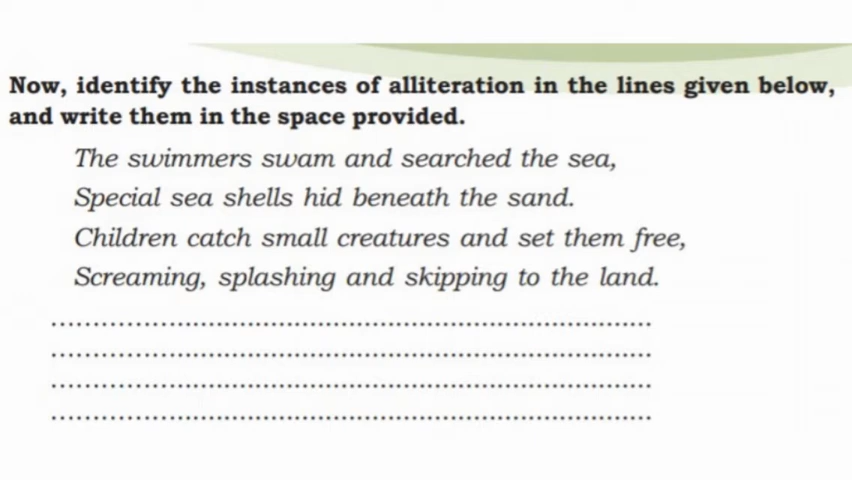 Now, identify the instances of alliteration in the lines given below,
and write them in the space provided.
The swimmers swam and searched the sea,
Special sea shells hid beneath the sand.
Children catch small creatures and set them free,
Screaming, splashing and skipping to the land.